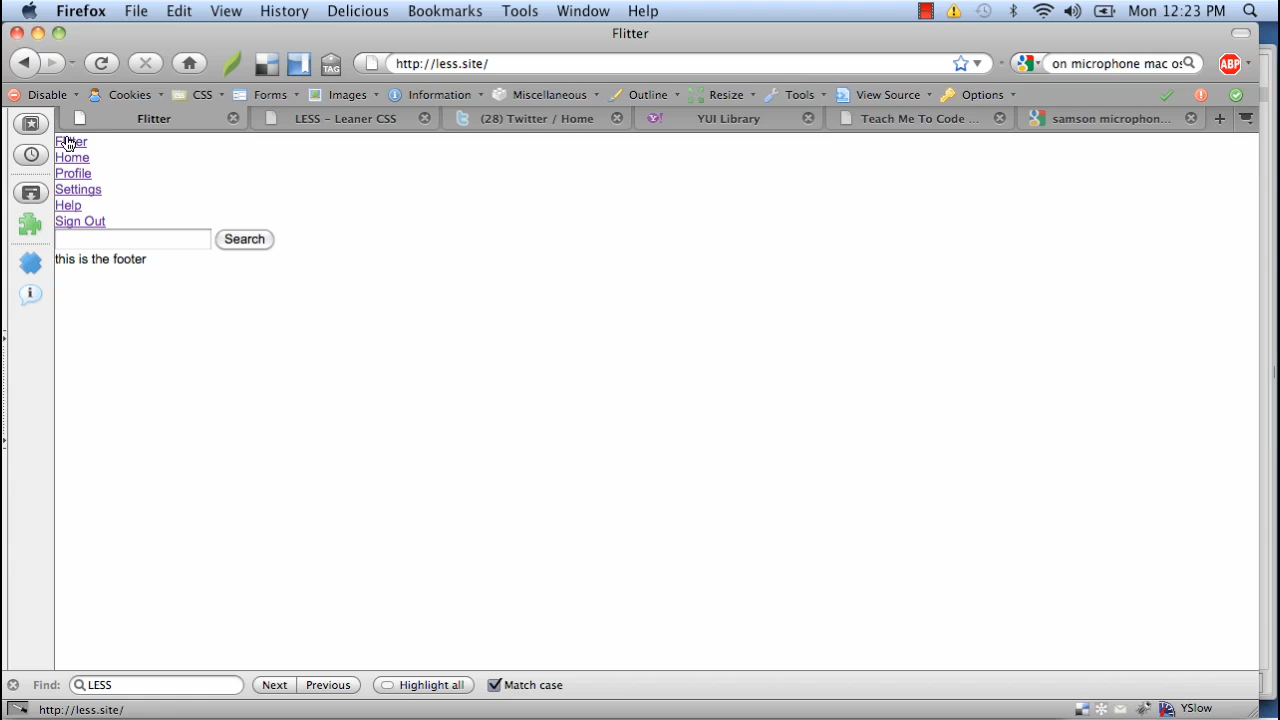 Firefox File Edit View History Delicious Bookmarks Tools Window Help Mon 12:23 PM
Flitter
TAG http://less.site/ on microphone mac os ABP
Disable Cookies CSS Forms Images Information Miscellaneous Outline Resize Tools View Source Options
Flitter LESS – Leaner CSS (28) Twitter / Home YUI Library Teach Me To Code ... samson microphon...
Home
Profile
Settings
Help
Sign Out
Search
this is the footer
Find: LESS Next Previous Highlight all Match case
http://less.site/ YSlow